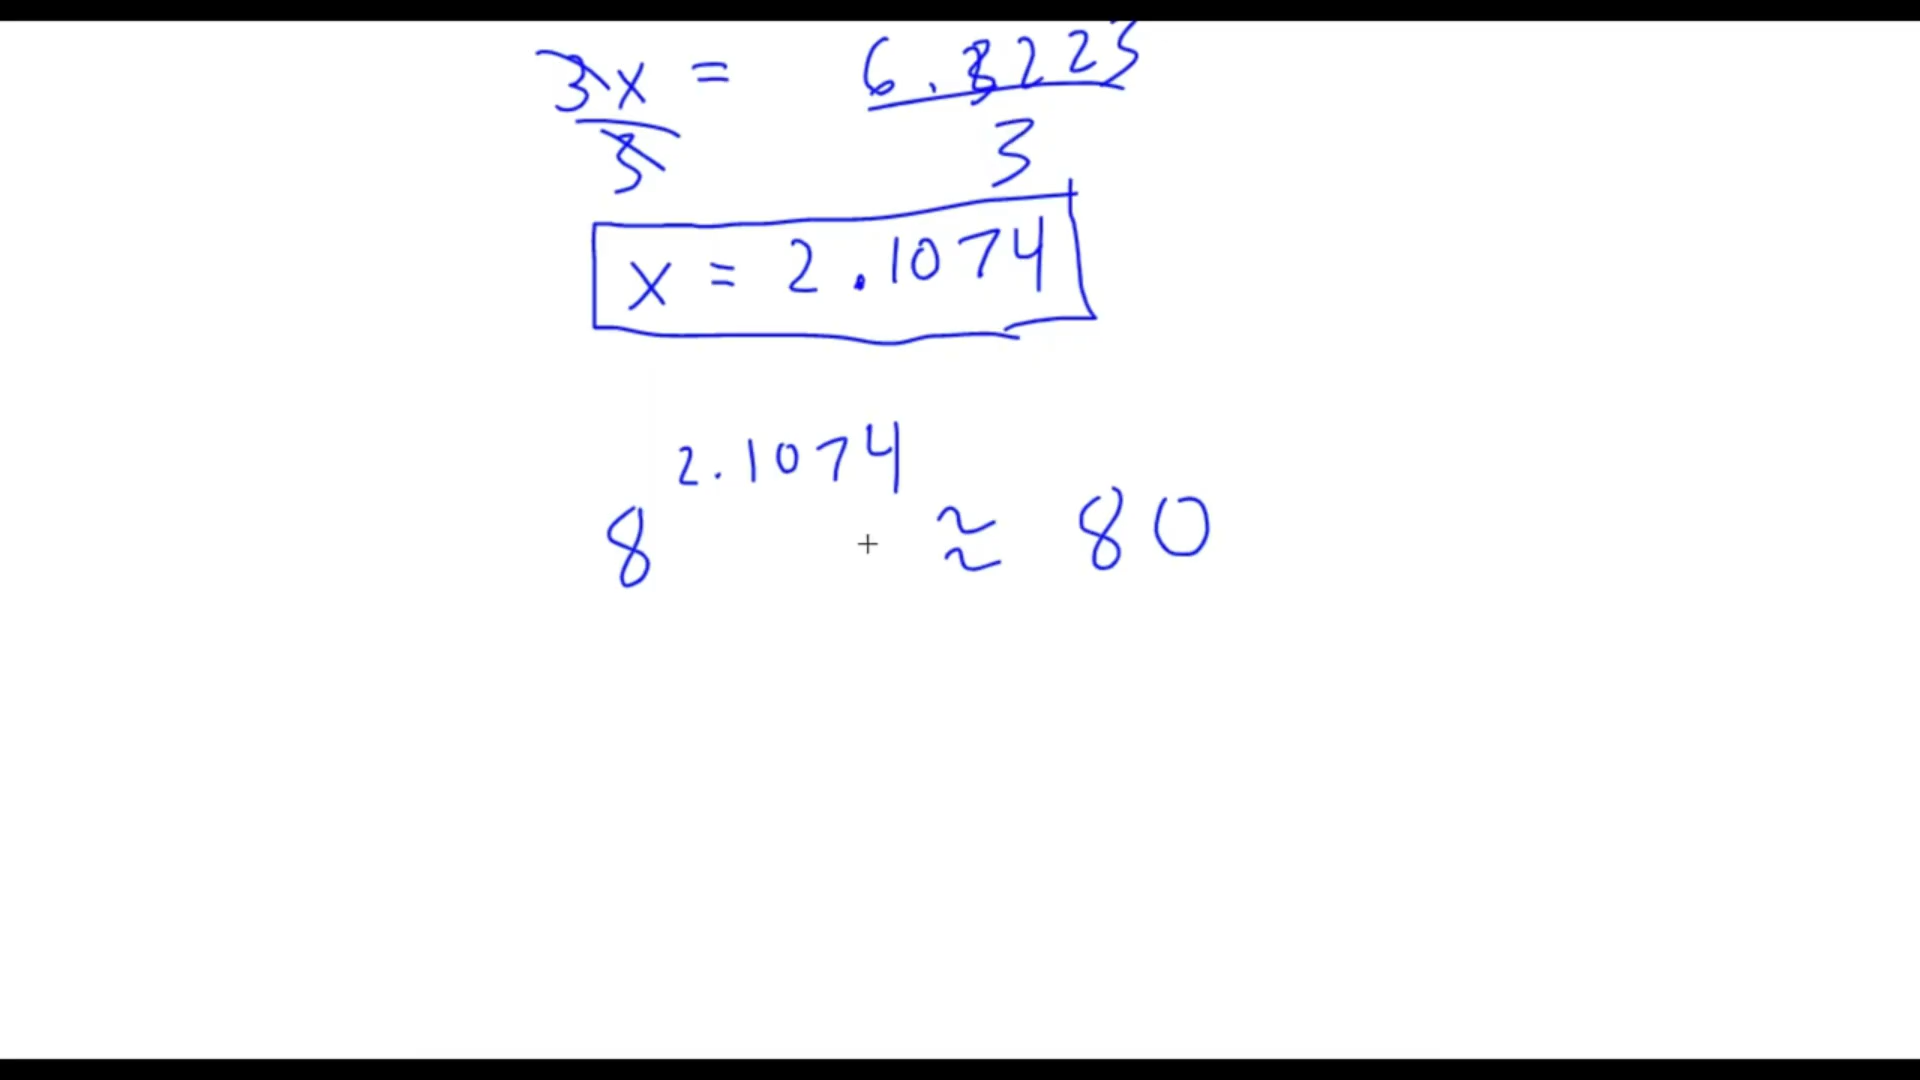 3x/3 = 6.3223/3
x = 2.1074
8^2.1074 ≈ 80